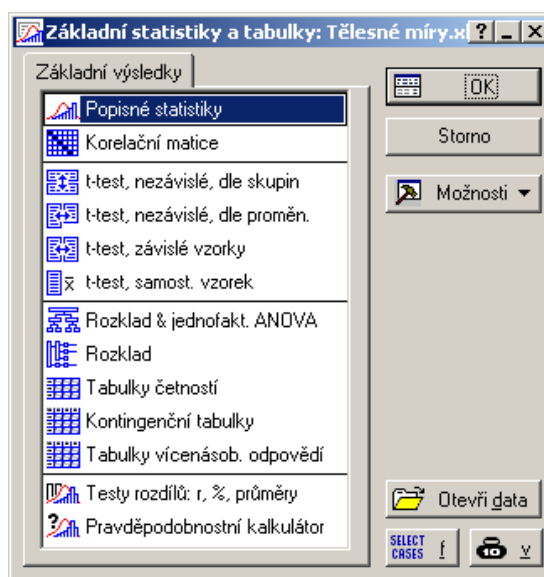 Základní statistiky a tabulky: Tělesné míry.x
Základní výsledky
Popisné statistiky
Korelační matice
t-test, nezávislé, dle skupin
t-test, nezávislé, dle proměn.
t-test, závislé vzorky
t-test, samost. vzorek
Rozklad & jednofakt. ANOVA
Rozklad
Tabulky četností
Kontingenční tabulky
Tabulky vícenásob. odpovědí
Testy rozdílů: r, %, průměry
Pravděpodobnostní kalkulátor
OK
Storno
Možnosti
Otevři data
SELECT CASES f
v